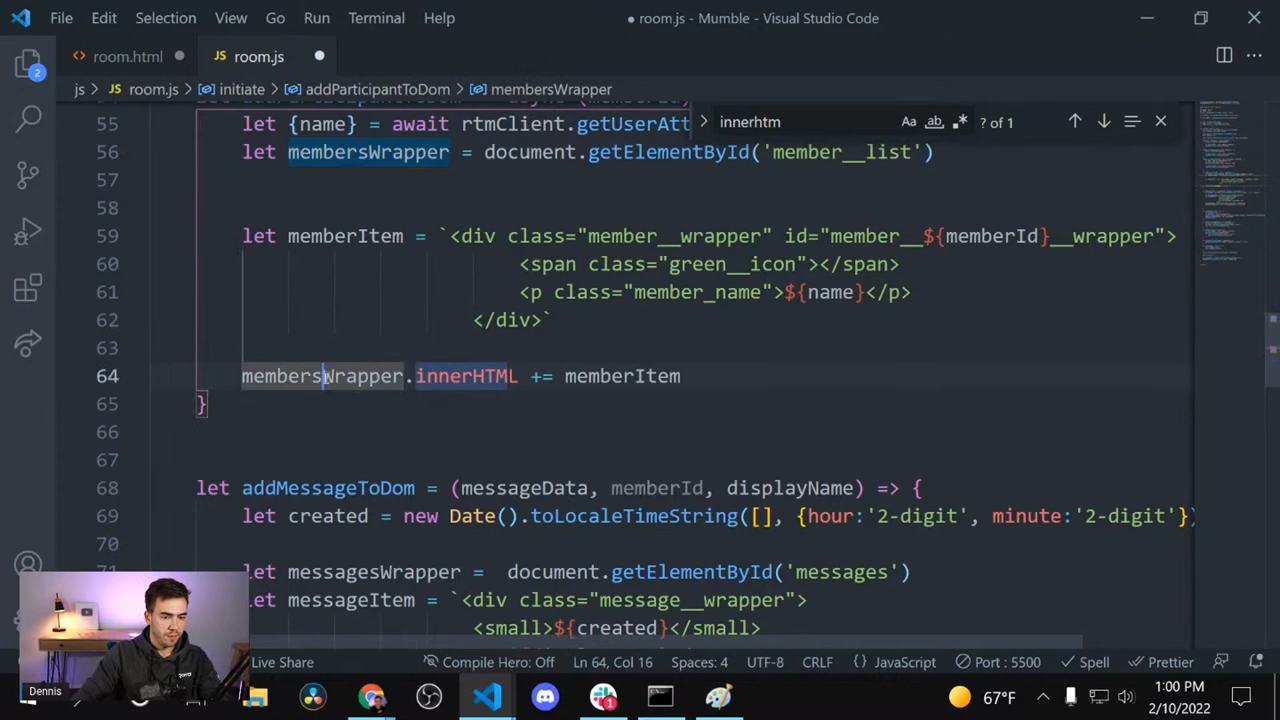 File Edit Selection View Go Run Terminal Help
● room.js - Mumble - Visual Studio Code
room.html
JS room.js
js > JS room.js > initiate > addParticipantToDom > membersWrapper
innerhtm Aa ab ? of 1
55 let {name} = await rtmClient.getUserAtt
56 let membersWrapper = document.getElementById('member__list')
57
58
59 let memberItem = `<div class="member__wrapper" id="member__${memberId}__wrapper">
60 <span class="green__icon"></span>
61 <p class="member_name">${name}</p>
62 </div>`
63
64 membersWrapper.innerHTML += memberItem
65 }
66
67
68 let addMessageToDom = (messageData, memberId, displayName) => {
69 let created = new Date().toLocaleTimeString([], {hour:'2-digit', minute:'2-digit'})
70
71 let messagesWrapper = document.getElementById('messages')
let messageItem = `<div class="message__wrapper">
<small>${created}</small>
Live Share Compile Hero: Off Ln 64, Col 16 Spaces: 4 UTF-8 CRLF {} JavaScript Port : 5500 Spell Prettier
Dennis
67°F
1:00 PM
2/10/2022
2
1